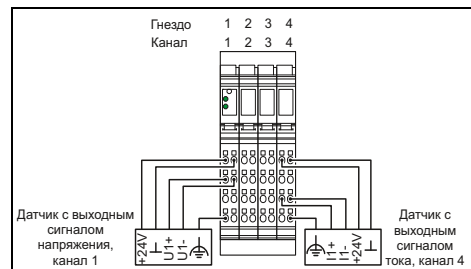 Гнездо 1 2 3 4
Канал 1 2 3 4
Датчик с выходным
сигналом
напряжения,
канал 1
+24V
U1+
U1-
I1+
I1-
+24V
Датчик с
выходным
сигналом
тока, канал 4